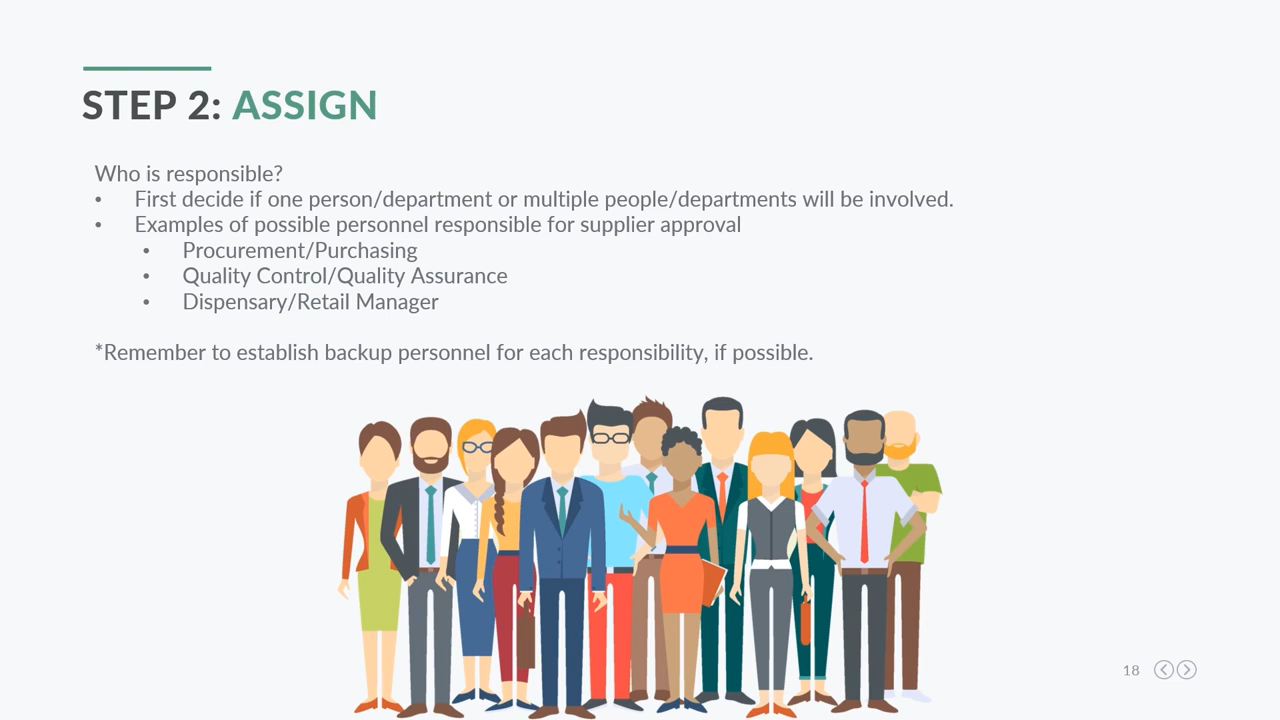 STEP 2: ASSIGN
Who is responsible?
• First decide if one person/department or multiple people/departments will be involved.
• Examples of possible personnel responsible for supplier approval
• Procurement/Purchasing
• Quality Control/Quality Assurance
• Dispensary/Retail Manager
*Remember to establish backup personnel for each responsibility, if possible.
18